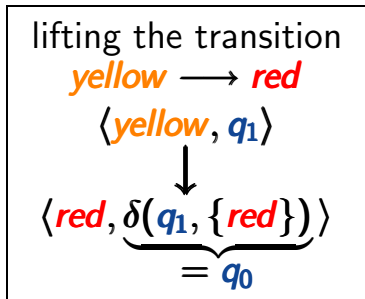 lifting the transition
yellow ⟶ red
⟨yellow, q₁⟩
↓
⟨red, δ(q₁, {red})⟩
= q₀